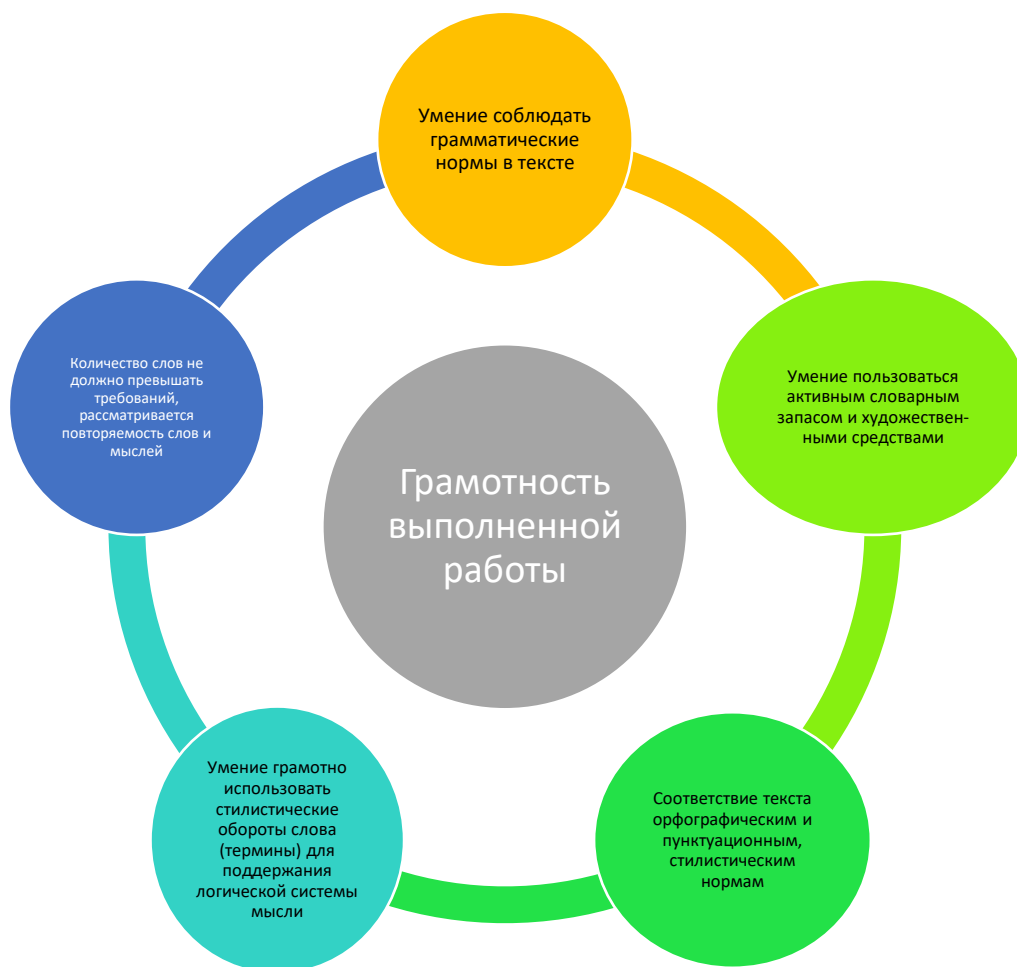 Умение соблюдать
грамматические
нормы в тексте
Умение пользоваться
активным словарным
запасом и художествен-
ными средствами
Соответствие текста
орфографическим и
пунктуационным,
стилистическим
нормам
Умение грамотно
использовать
стилистические
обороты слова
(термины) для
поддержания
логической системы
мысли
Количество слов не
должно превышать
требований,
рассматривается
повторяемость слов и
мыслей
Грамотность
выполненной
работы